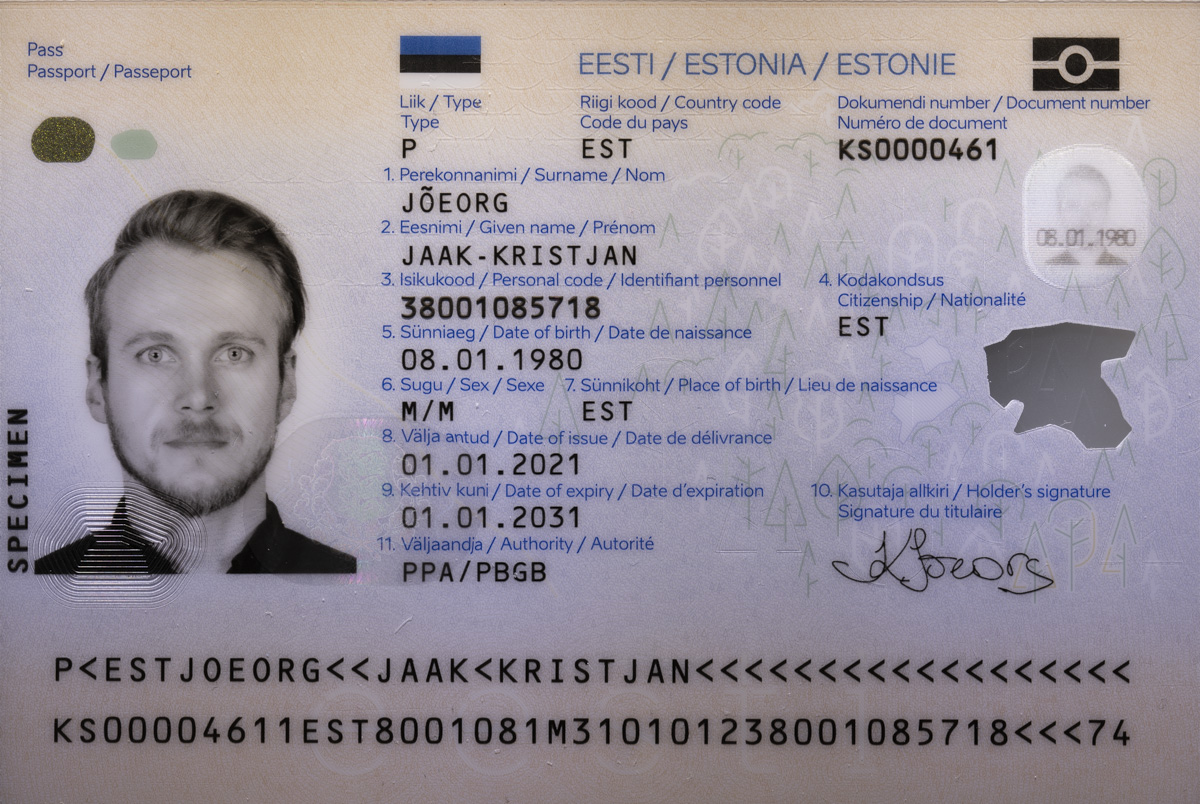 Pass
Passport / Passeport
EESTI / ESTONIA / ESTONIE
Liik / Type
Type
P
Riigi kood / Country code
Code du pays
EST
Dokumendi number / Document number
Numéro de document
KS0000461
1. Perekonnanimi / Surname / Nom
JÕEORG
2. Eesnimi / Given name / Prénom
JAAK-KRISTJAN
3. Isikukood / Personal code / Identifiant personnel
38001085718
4. Kodakondsus
Citizenship / Nationalité
EST
08.01.1980
5. Sünniaeg / Date of birth / Date de naissance
08.01.1980
6. Sugu / Sex / Sexe
M/M
7. Sünnikoht / Place of birth / Lieu de naissance
EST
8. Välja antud / Date of issue / Date de délivrance
01.01.2021
9. Kehtiv kuni / Date of expiry / Date d'expiration
01.01.2031
10. Kasutaja allkiri / Holder's signature
Signature du titulaire
KJoeorg
11. Väljaandja / Authority / Autorité
PPA/PBGB
SPECIMEN
P<ESTJOEORG<<JAAK<KRISTJAN<<<<<<<<<<<<<<<<<<
KS00004611EST8001081M310101238001085718<<<74